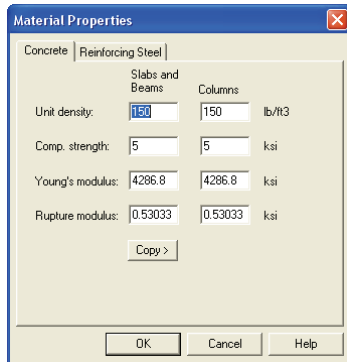 Material Properties
Concrete Reinforcing Steel
Slabs and
Beams Columns
Unit density: 150 150 lb/ft3
Comp. strength: 5 5 ksi
Young's modulus: 4286.8 4286.8 ksi
Rupture modulus: 0.53033 0.53033 ksi
Copy >
OK Cancel Help